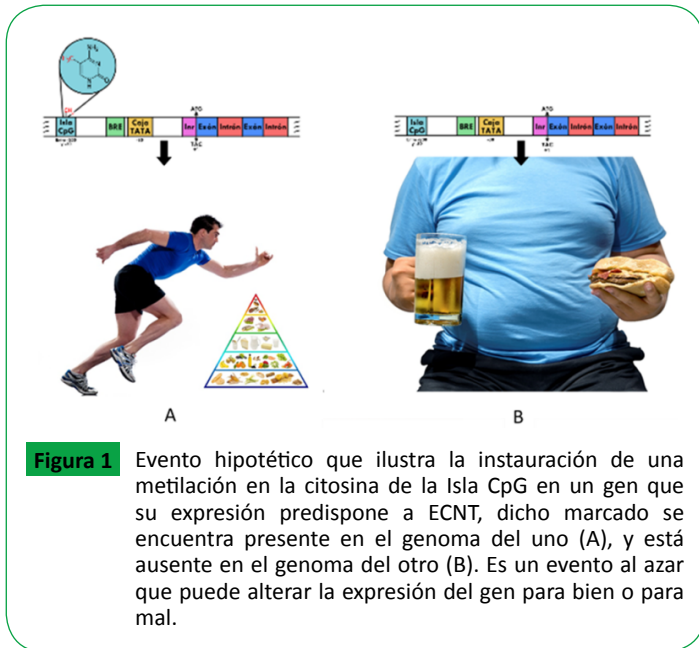 NH₂
H₃C
N
N
H
O
CH₃
Isla
CpG
BRE
Caja
TATA
ATG
Inr
Exón
Intrón
Exón
Intrón
TAC
Isla
CpG
BRE
Caja
TATA
ATG
Inr
Exón
Intrón
Exón
Intrón
TAC
A
B
Figura 1 Evento hipotético que ilustra la instauración de una
metilación en la citosina de la Isla CpG en un gen que
su expresión predispone a ECNT, dicho marcado se
encuentra presente en el genoma del uno (A), y está
ausente en el genoma del otro (B). Es un evento al azar
que puede alterar la expresión del gen para bien o para
mal.